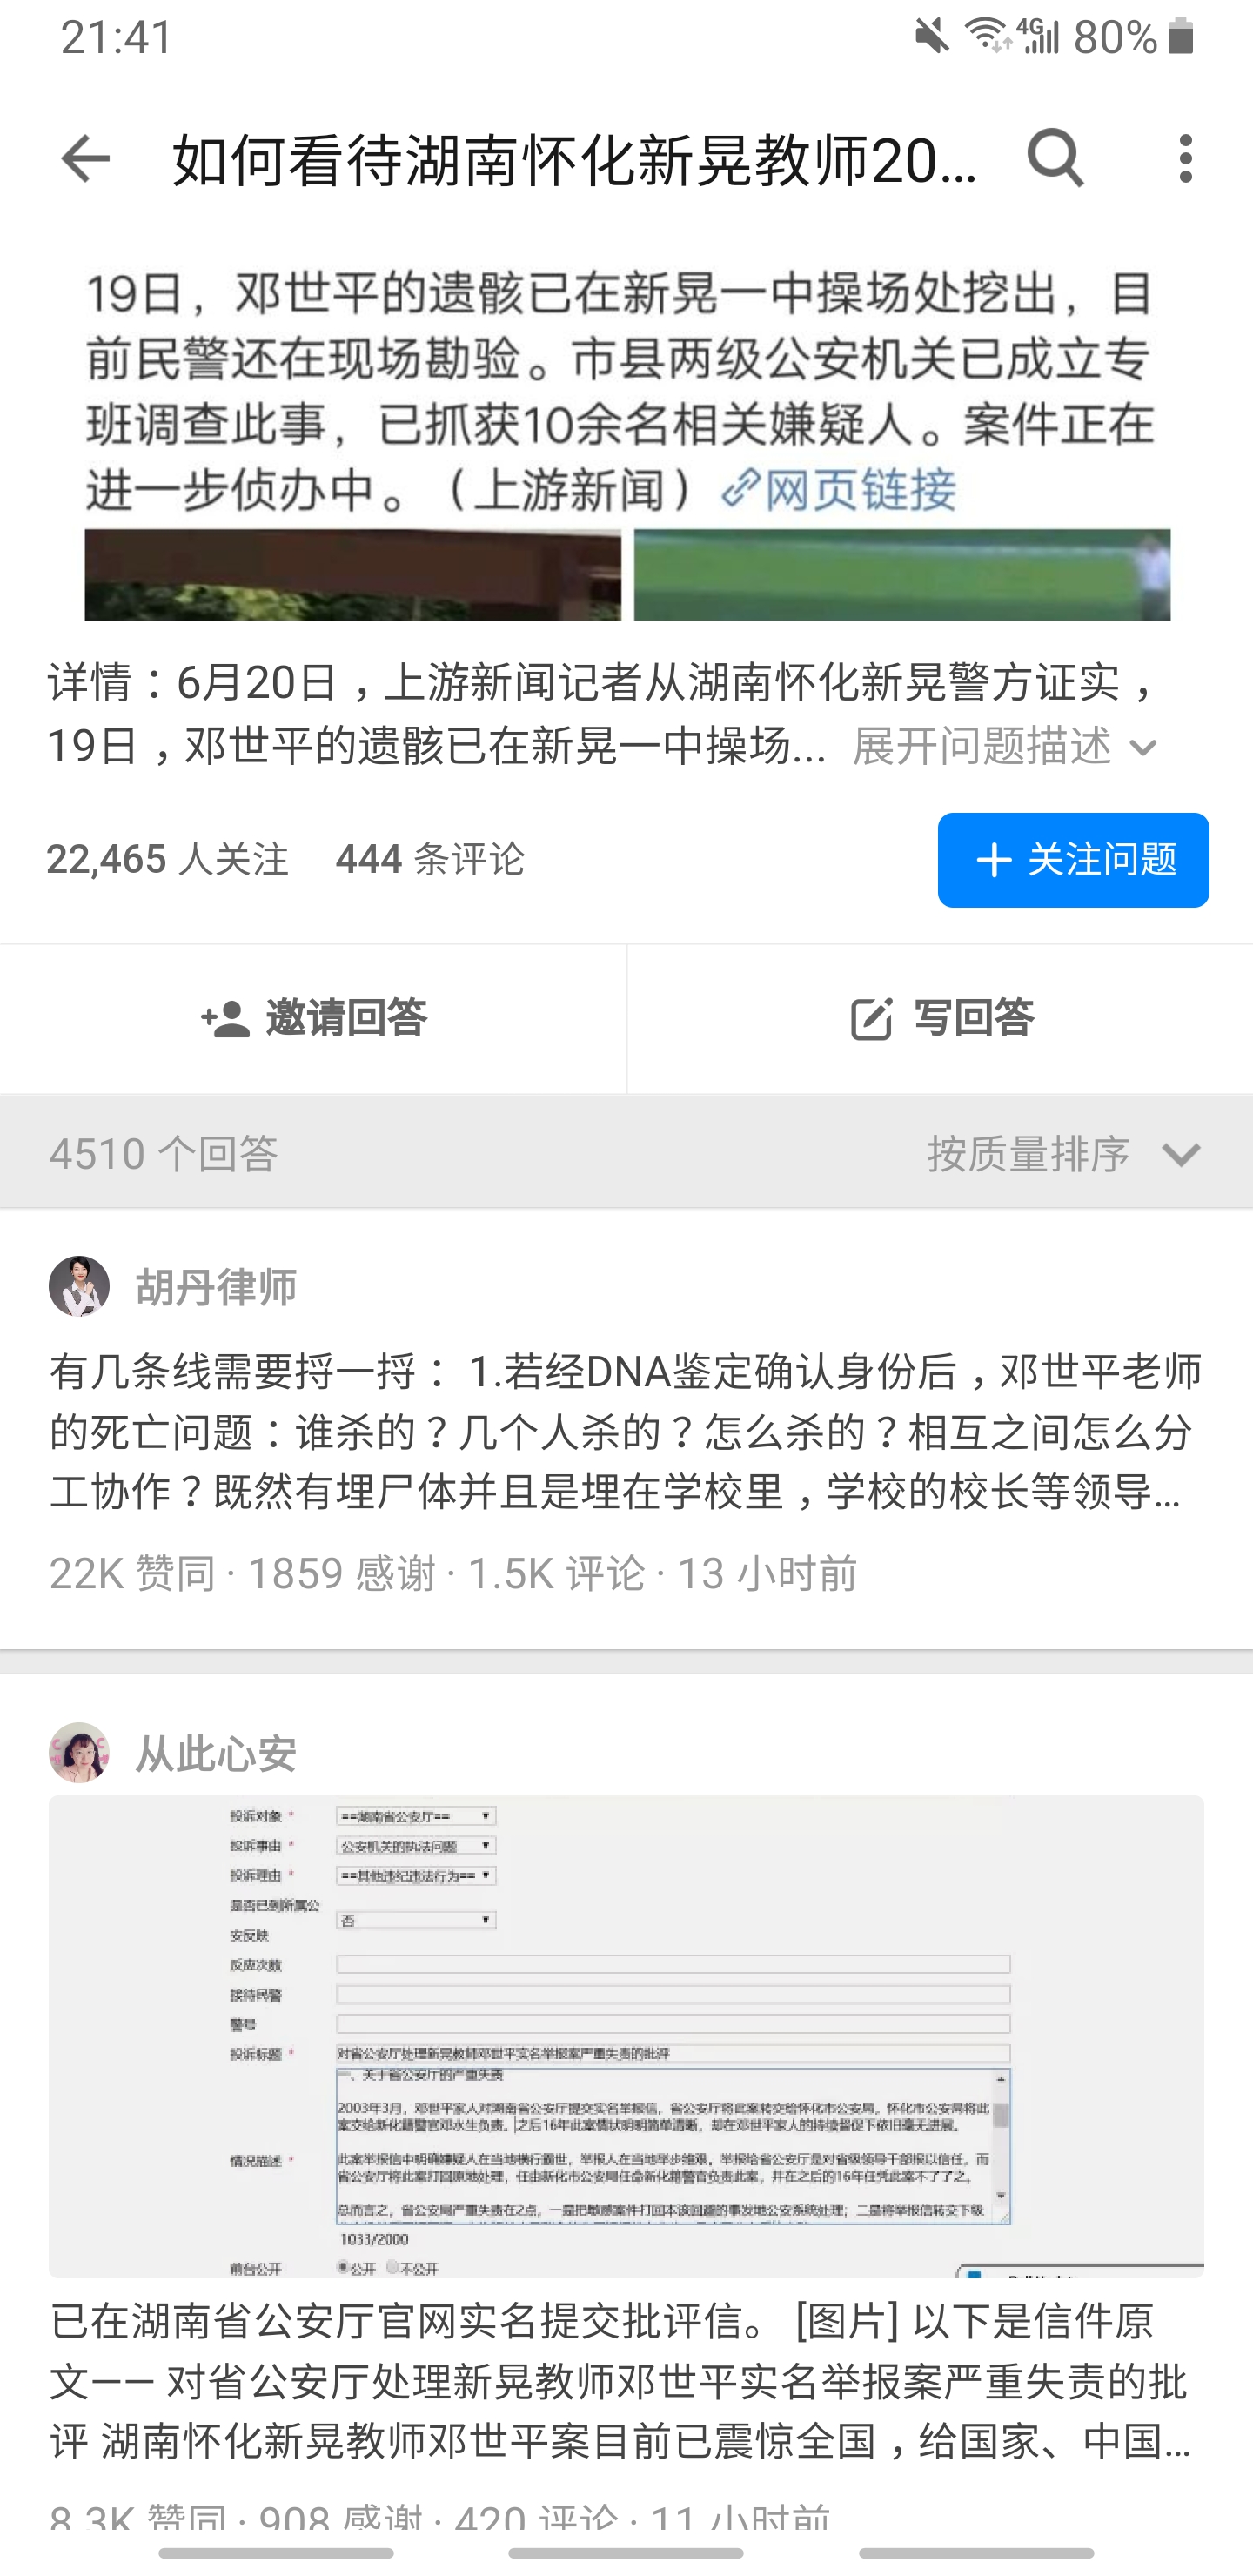 21:41 4G 80%
如何看待湖南怀化新晃教师20...
19日，邓世平的遗骸已在新晃一中操场处挖出，目
前民警还在现场勘验。市县两级公安机关已成立专
班调查此事，已抓获10余名相关嫌疑人。案件正在
进一步侦办中。（上游新闻）网页链接
详情：6月20日，上游新闻记者从湖南怀化新晃警方证实，
19日，邓世平的遗骸已在新晃一中操场... 展开问题描述
22,465 人关注 444 条评论
关注问题
邀请回答 写回答
4510 个回答 按质量排序
胡丹律师
有几条线需要捋一捋：1.若经DNA鉴定确认身份后，邓世平老师
的死亡问题：谁杀的？几个人杀的？怎么杀的？相互之间怎么分
工协作？既然有埋尸体并且是埋在学校里，学校的校长等领导...
22K 赞同 · 1859 感谢 · 1.5K 评论 · 13 小时前
从此心安
投诉对象 * ==湖南省公安厅==
投诉事由 * 公安机关的执法问题
投诉理由 * ==其他违纪违法行为==
是否已到所属公
安反映 否
反应次数
接待民警
警号
投诉标题 * 对省公安厅处理新晃教师邓世平实名举报案严重失责的批评
一、关于省公安厅的严重失责
2003年3月，邓世平家人对湖南省公安厅提交实名举报信，省公安厅将此案转交给怀化市公安局，怀化市公安局将此
案交给新化籍警官邓水生负责。之后16年此案情状明明简单清晰，却在邓世平家人的持续督促下依旧毫无进展。
情况描述 *
此案举报信中明确嫌疑人在当地横行霸世，举报人在当地举步维艰，举报给省公安厅是对省级领导干部报以信任，而
省公安厅将此案打回原地处理，任由新化市公安局任命新化籍警官负责此案，并在之后的16年任凭此案不了了之。
总而言之，省公安局严重失责在2点，一是把敏感案件打回本该回避的事发地公安系统处理；二是将举报信转交下级
1033/2000
前台公开 公开 不公开
已在湖南省公安厅官网实名提交批评信。 [图片] 以下是信件原
文—— 对省公安厅处理新晃教师邓世平实名举报案严重失责的批
评 湖南怀化新晃教师邓世平案目前已震惊全国，给国家、中国...
8.3K 赞同 · 908 感谢 · 420 评论 · 11 小时前